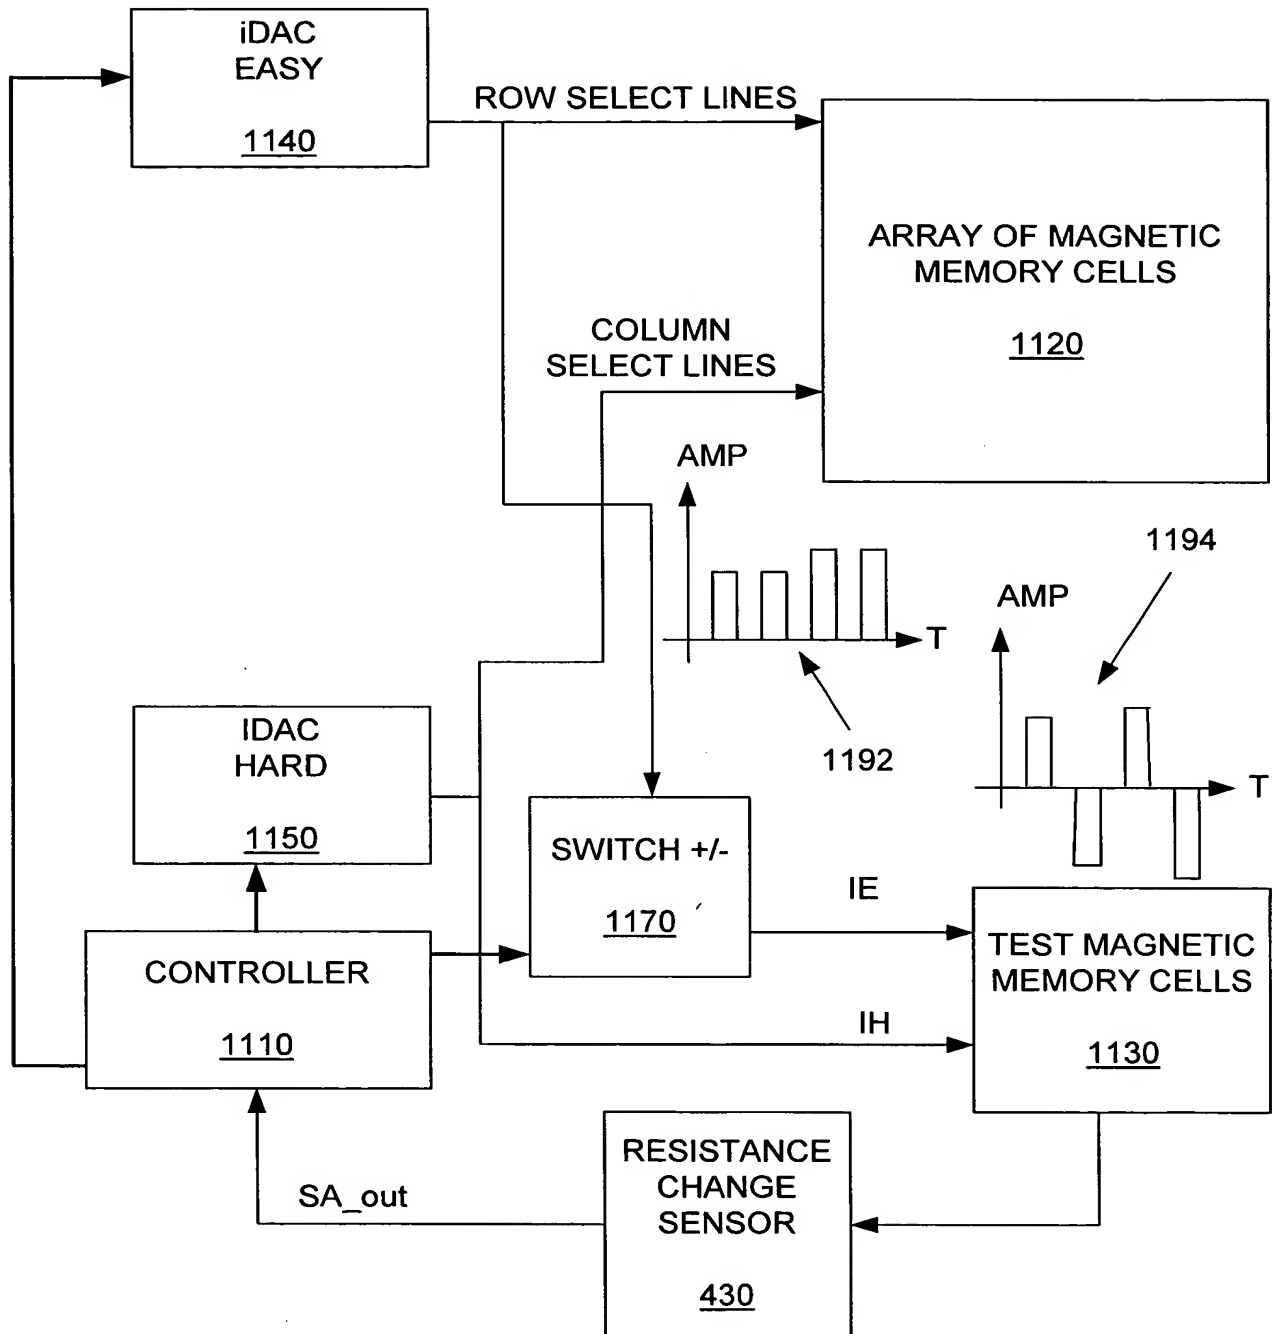 iDAC
EASY
1140
ROW SELECT LINES
ARRAY OF MAGNETIC
MEMORY CELLS
1120
COLUMN
SELECT LINES
AMP
T
1192
1194
AMP
T
IDAC
HARD
1150
SWITCH +/-
1170
IE
CONTROLLER
1110
IH
TEST MAGNETIC
MEMORY CELLS
1130
RESISTANCE
CHANGE
SENSOR
430
SA_out